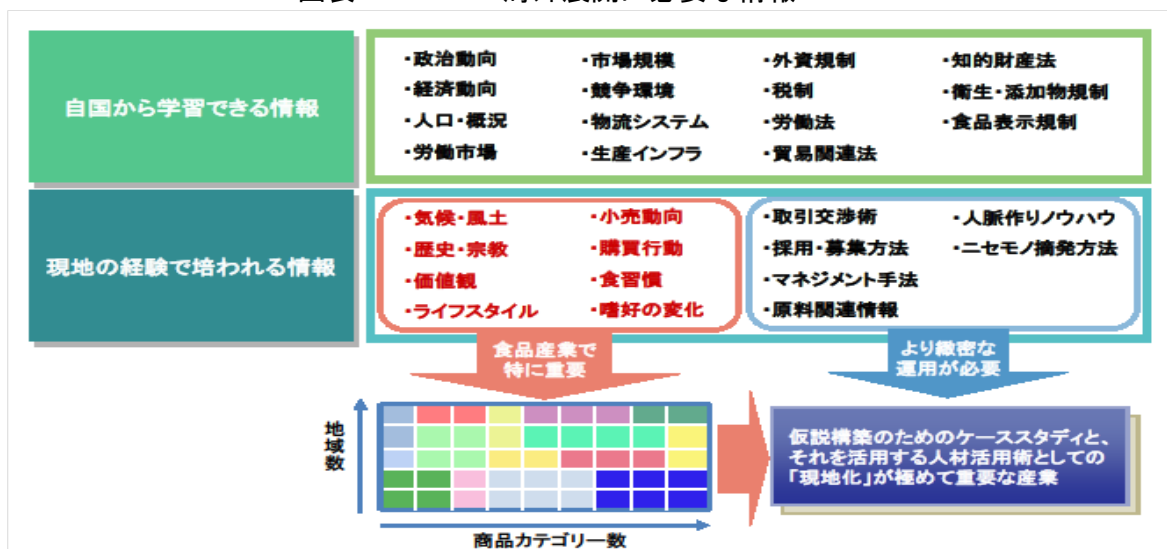 自国から学習できる情報
・政治動向
・経済動向
・人口・概況
・労働市場
・市場規模
・競争環境
・物流システム
・生産インフラ
・外資規制
・税制
・労働法
・貿易関連法
・知的財産法
・衛生・添加物規制
・食品表示規制
現地の経験で培われる情報
・気候・風土
・歴史・宗教
・価値観
・ライフスタイル
・小売動向
・購買行動
・食習慣
・嗜好の変化
・取引交渉術
・採用・募集方法
・マネジメント手法
・原料関連情報
・人脈作りノウハウ
・ニセモノ摘発方法
食品産業で
特に重要
より緻密な
運用が必要
地域数
商品カテゴリー数
仮説構築のためのケーススタディと、
それを活用する人材活用術としての
「現地化」が極めて重要な産業